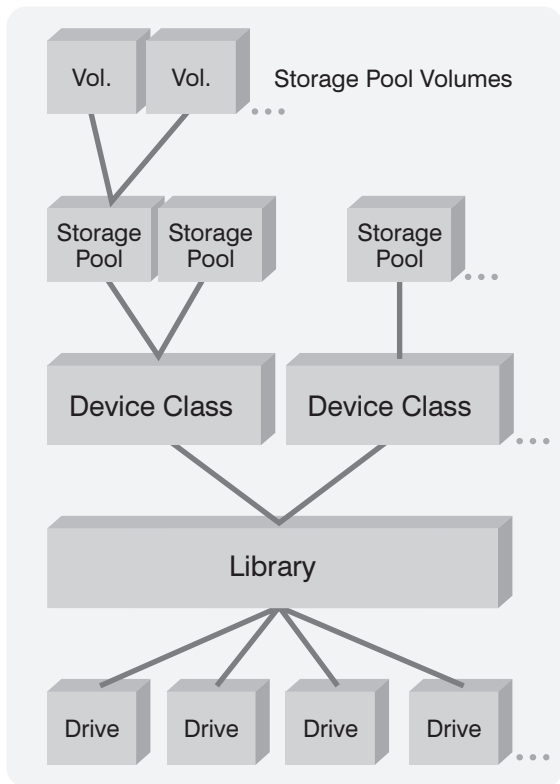 Vol. Vol. Storage Pool Volumes
Storage
Pool
Storage
Pool
Storage
Pool
Device Class Device Class
Library
Drive Drive Drive Drive